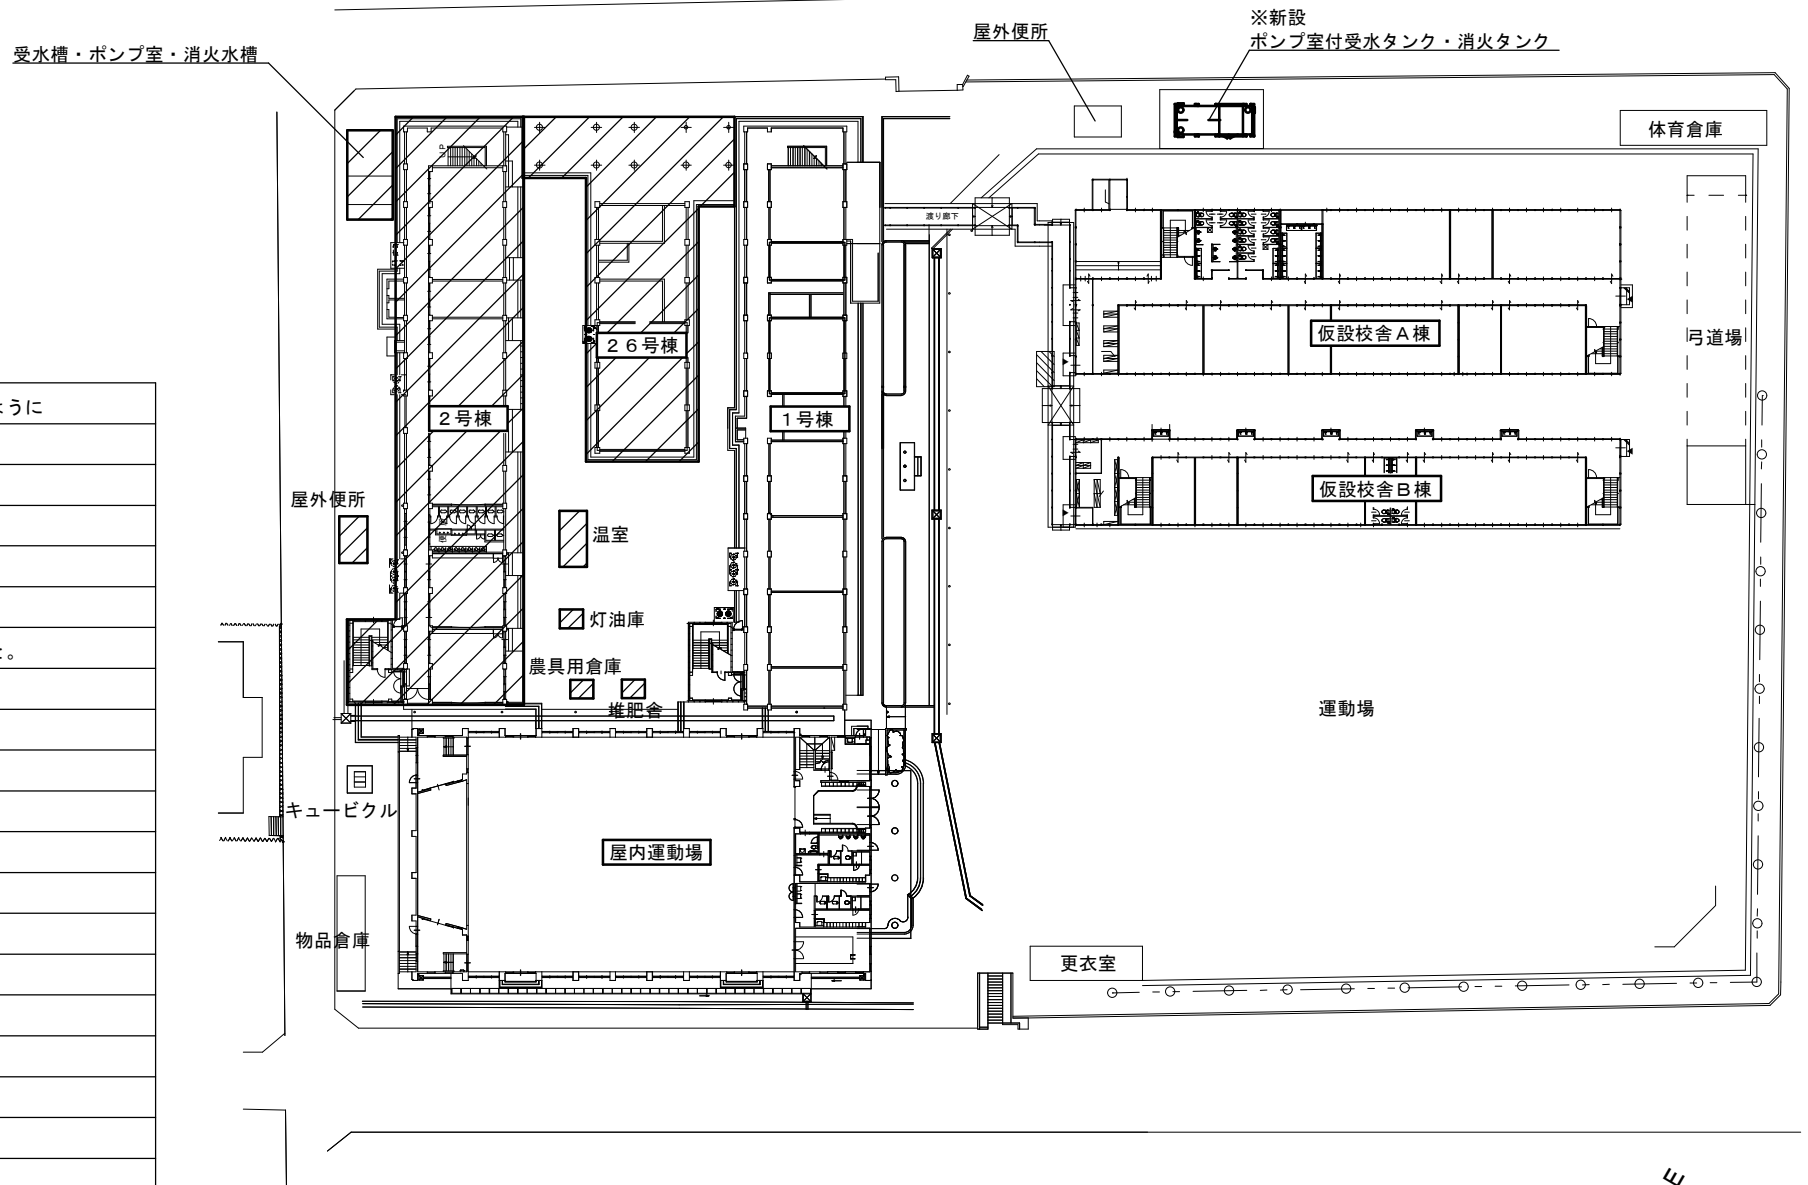 ※新設
屋外便所
ポンプ室付受水タンク・消火タンク
受水槽・ポンプ室・消火水槽
体育倉庫
UP
渡り廊下
仮設校舎A棟
弓道場
26号棟
ように
2号棟
1号棟
仮設校舎B棟
屋外便所
温室
灯油庫
農具用倉庫
堆肥舎
運動場
キュービクル
屋内運動場
物品倉庫
更衣室
E